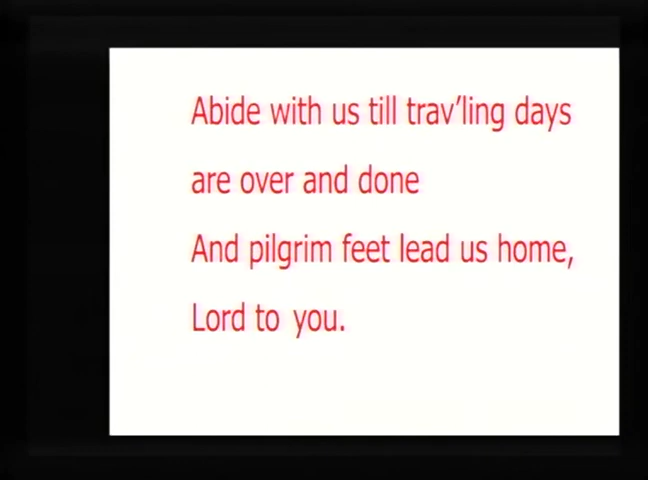 Abide with us till trav’ling days
are over and done
And pilgrim feet lead us home,
Lord to you.